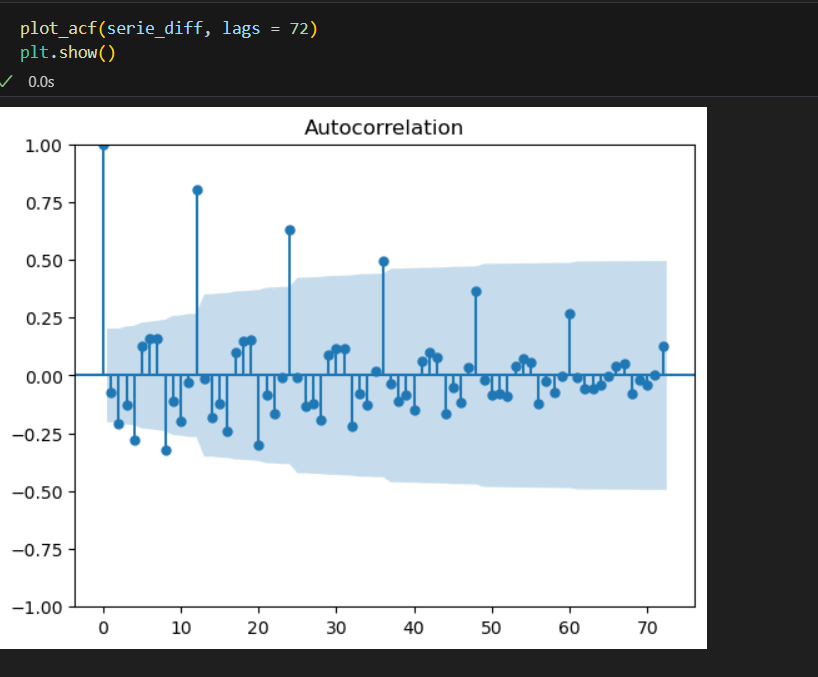 plot_acf(serie_diff, lags = 72)
plt.show()
✓ 0.0s
Autocorrelation
1.00
0.75
0.50
0.25
0.00
−0.25
−0.50
−0.75
−1.00
0 10 20 30 40 50 60 70